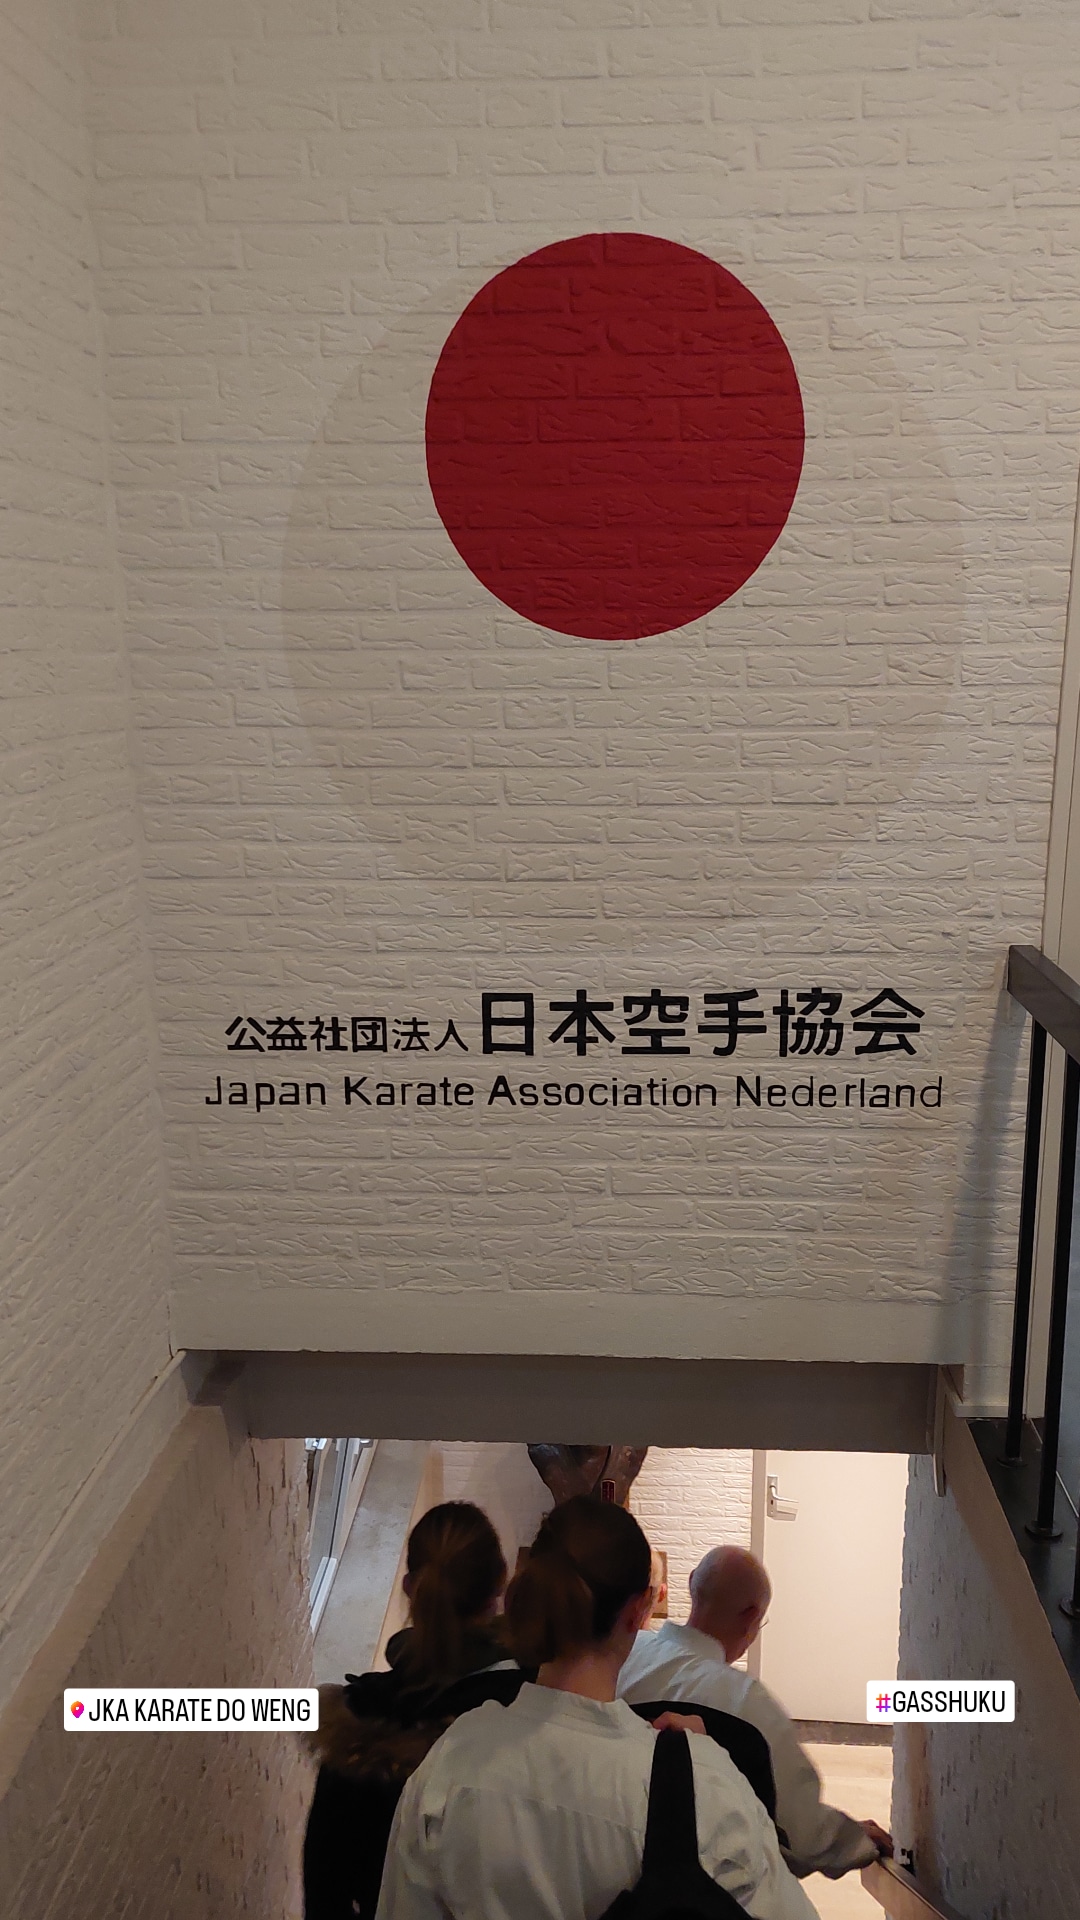 公益社団法人日本空手協会
Japan Karate Association Nederland
JKA KARATE DO WENG
#GASSHUKU